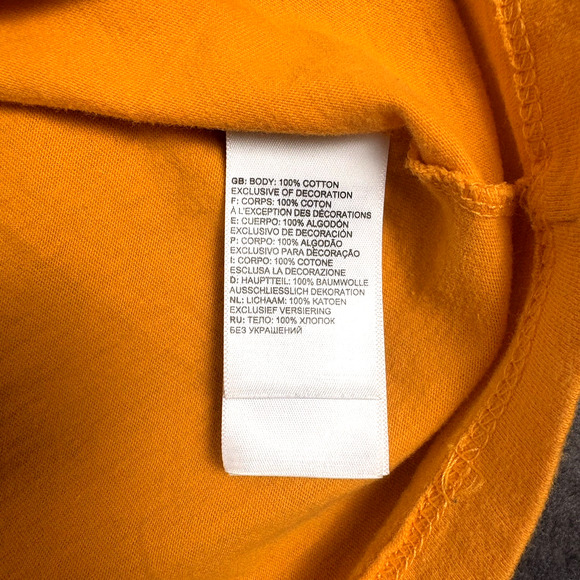 GB: BODY: 100% COTTON
EXCLUSIVE OF DECORATION
F: CORPS: 100% COTON
À L'EXCEPTION DES DÉCORATIONS
E: CUERPO: 100% ALGODÓN
EXCLUSIVO DE DECORACIÓN
P: CORPO: 100% ALGODÃO
EXCLUSIVO PARA DECORAÇÃO
I: CORPO: 100% COTONE
ESCLUSA LA DECORAZIONE
D: HAUPTTEIL: 100% BAUMWOLLE
AUSSCHLIESSLICH DEKORATION
NL: LICHAAM: 100% KATOEN
EXCLUSIEF VERSIERING
RU: ТЕЛО: 100% ХЛОПОК
БЕЗ УКРАШЕНИЙ